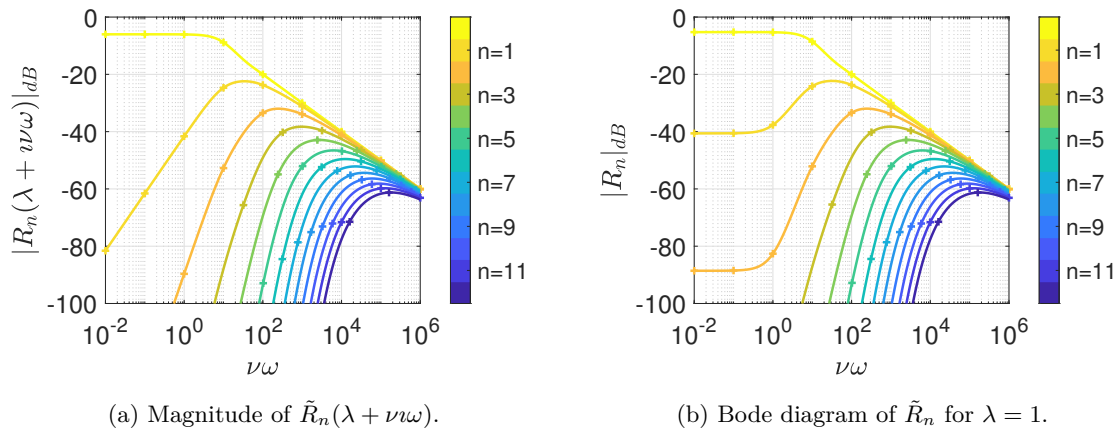 0
-20
-40
-60
-80
-100
|R_n(λ + ıνω)|_{dB}
10^{-2} 10^0 10^2 10^4 10^6
νω
n=1
n=3
n=5
n=7
n=9
n=11
(a) Magnitude of R̃_n(λ + νıω).
0
-20
-40
-60
-80
-100
|R_n|_{dB}
10^{-2} 10^0 10^2 10^4 10^6
νω
n=1
n=3
n=5
n=7
n=9
n=11
(b) Bode diagram of R̃_n for λ = 1.